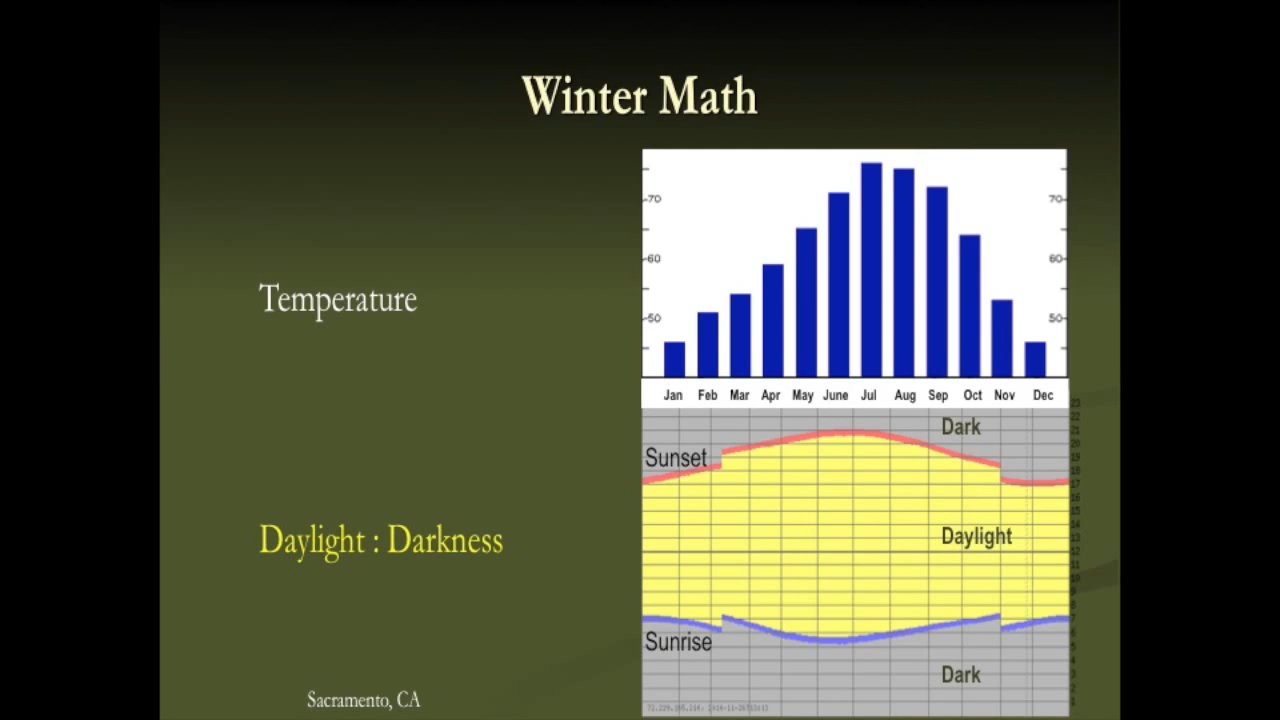 Winter Math
Temperature
70 70
60 60
50 50
Jan Feb Mar Apr May June Jul Aug Sep Oct Nov Dec
Dark
Sunset
Daylight : Darkness
Daylight
Sunrise
Dark
Sacramento, CA